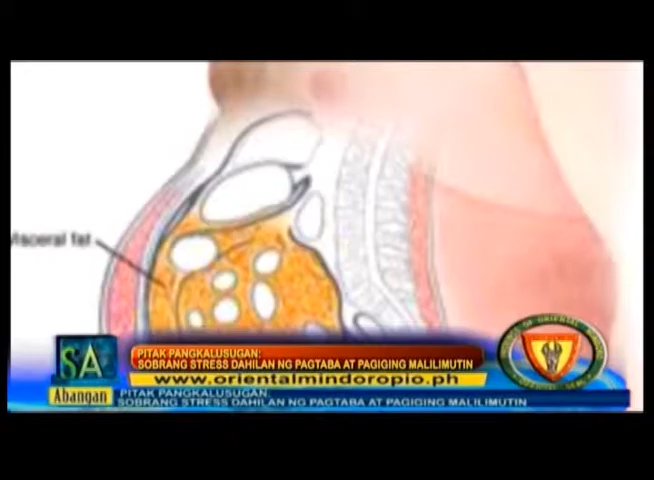 visceral fat
SA
PITAK PANGKALUSUGAN:
SOBRANG STRESS DAHILAN NG PAGTABA AT PAGIGING MALILIMUTIN
www.orientalmindoropio.ph
Abangan
PITAK PANGKALUSUGAN:
SOBRANG STRESS DAHILAN NG PAGTABA AT PAGIGING MALILIMUTIN